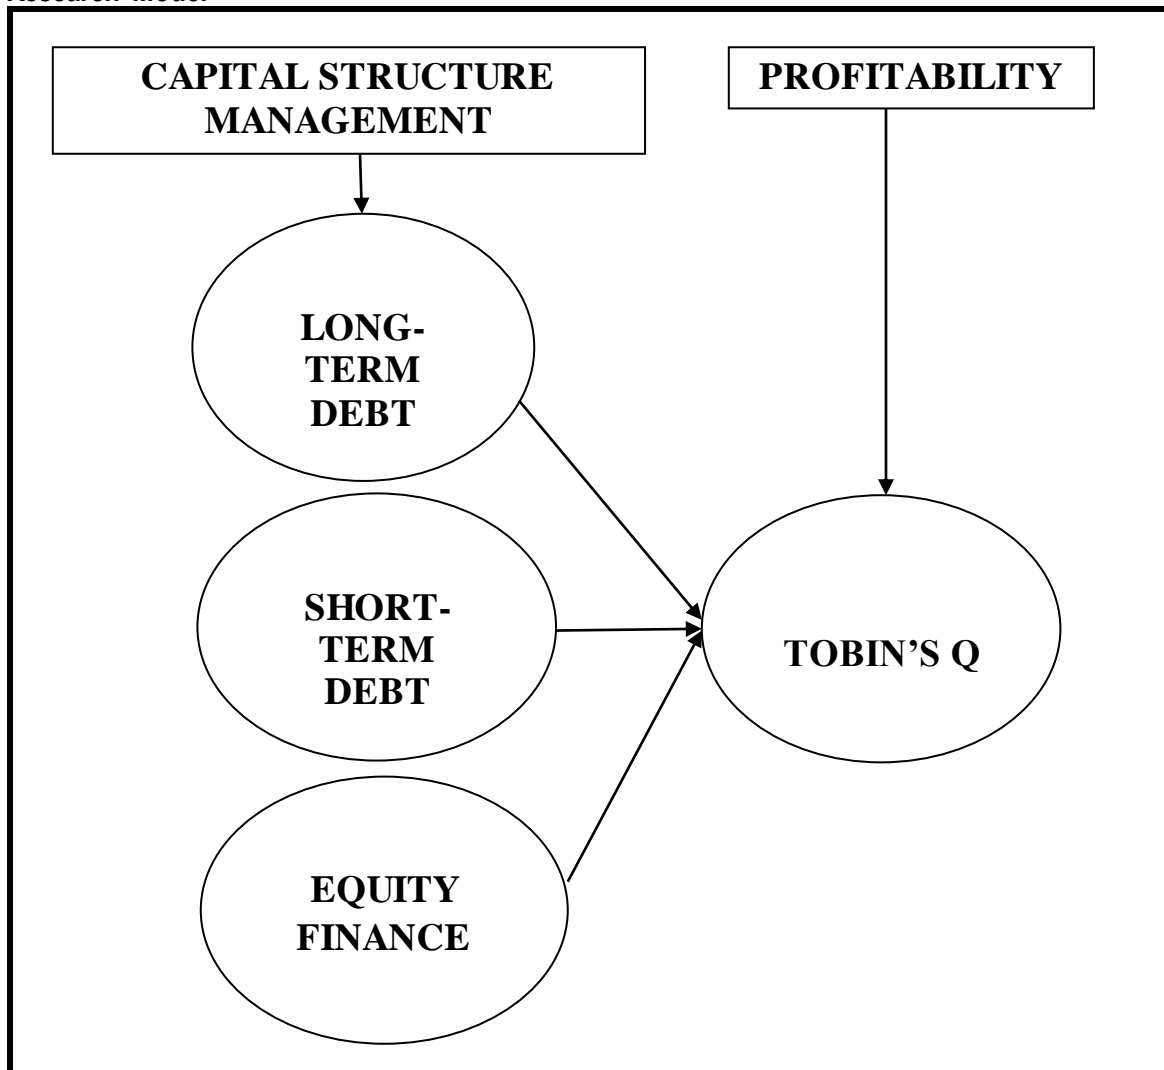 CAPITAL STRUCTURE
MANAGEMENT
PROFITABILITY
LONG-
TERM
DEBT
SHORT-
TERM
DEBT
TOBIN’S Q
EQUITY
FINANCE